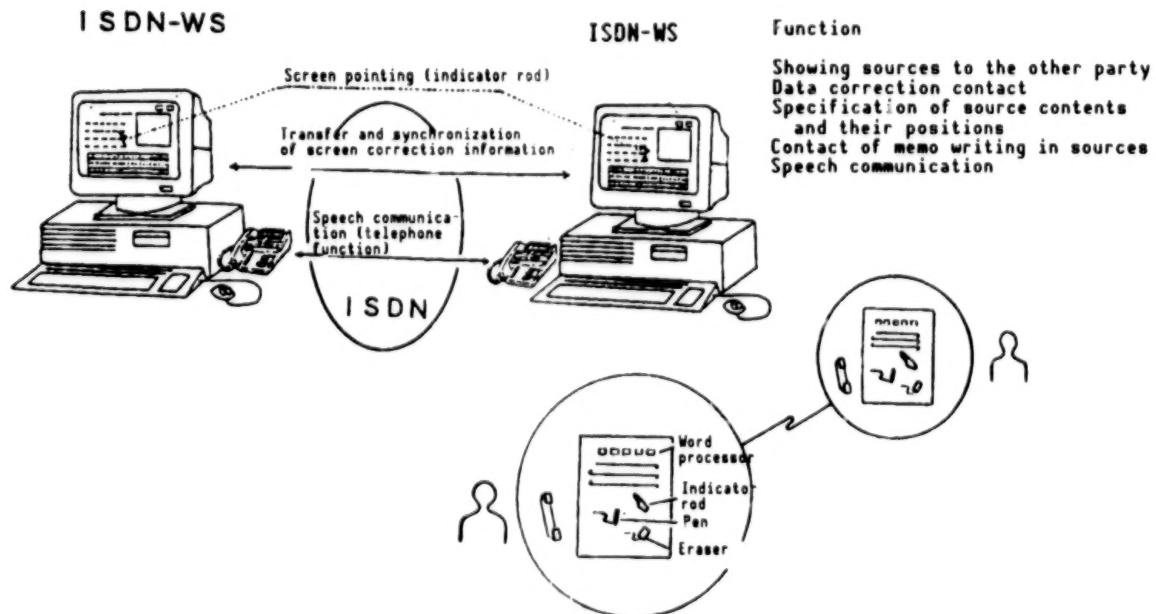 ISDN-WS
ISDN-WS
Function
Showing sources to the other party
Data correction contact
Specification of source contents
and their positions
Contact of memo writing in sources
Speech communication
Screen pointing (indicator rod)
Transfer and synchronization
of screen correction information
Speech communica-
tion (telephone
function)
ISDN
Word
processor
Indicator
rod
Pen
Eraser